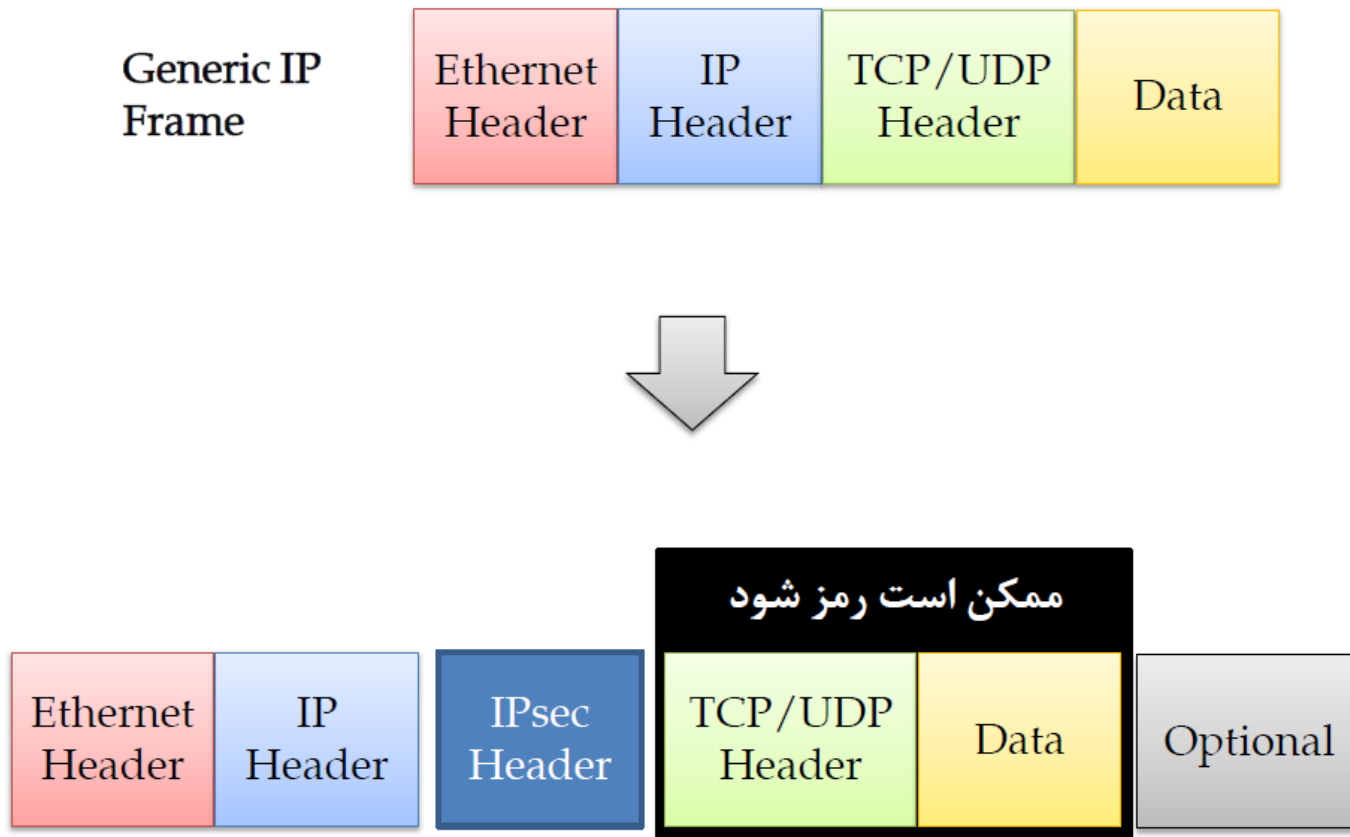 Generic IP
Frame
Ethernet
Header
IP
Header
TCP/UDP
Header
Data
ممکن است رمز شود
Ethernet
Header
IP
Header
IPsec
Header
TCP/UDP
Header
Data
Optional